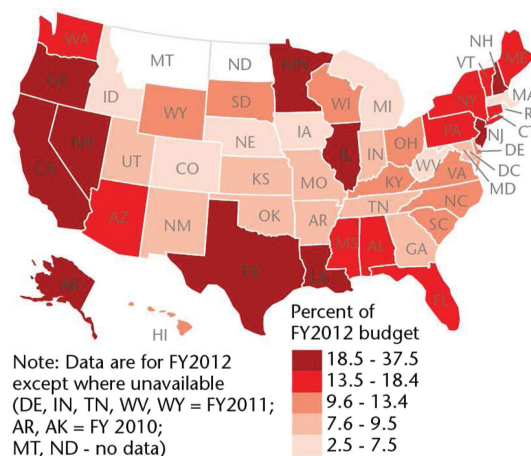 NH
WA
VT
ME
MT
ND
MN
OR
MA
ID
SD
WI
NY
R
MI
WY
CT
PA
NJ
IA
NE
NV
OH
DE
IL
IN
UT
CO
WV
DC
CA
VA
KS
MO
KY
MD
NC
TN
AZ
OK
NM
AR
SC
MS
AL
GA
TS
LA
AK
FL
HI
Percent of
FY2012 budget
18.5 - 37.5
13.5 - 18.4
9.6 - 13.4
7.6 - 9.5
2.5 - 7.5
Note: Data are for FY2012
except where unavailable
(DE, IN, TN, WV, WY = FY2011;
AR, AK = FY 2010;
MT, ND - no data)